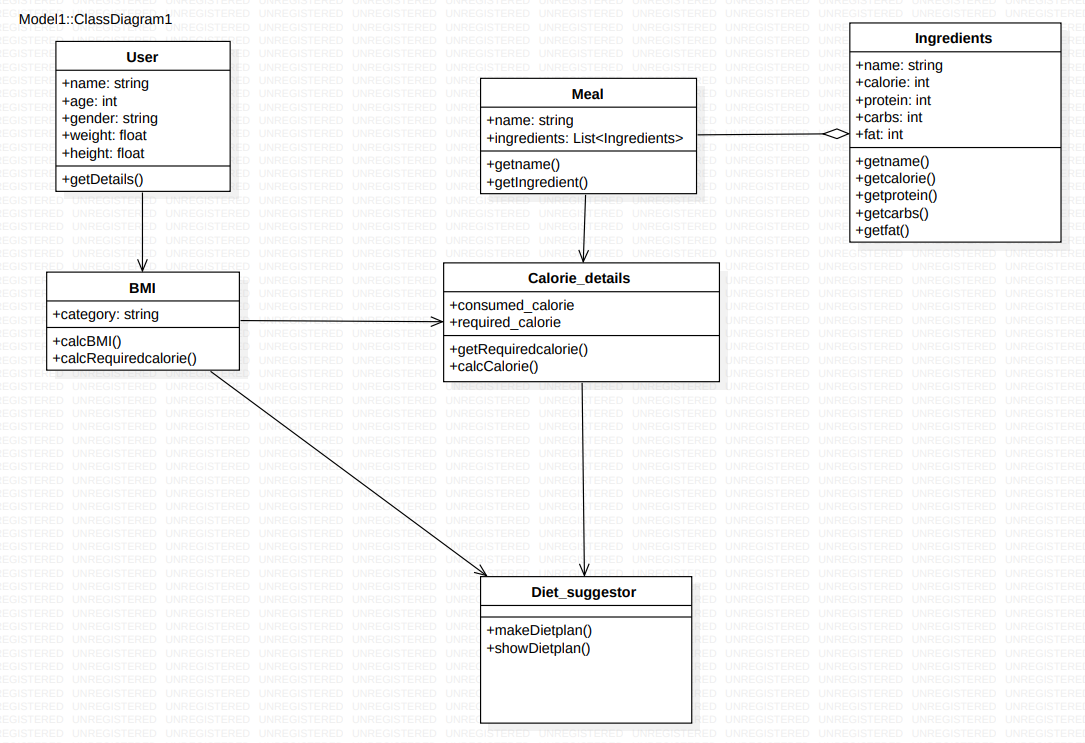 Model1::ClassDiagram1
User
+name: string
+age: int
+gender: string
+weight: float
+height: float
+getDetails()
Meal
+name: string
+ingredients: List<Ingredients>
+getname()
+getIngredient()
Ingredients
+name: string
+calorie: int
+protein: int
+carbs: int
+fat: int
+getname()
+getcalorie()
+getprotein()
+getcarbs()
+getfat()
BMI
+category: string
+calcBMI()
+calcRequiredcalorie()
Calorie_details
+consumed_calorie
+required_calorie
+getRequiredcalorie()
+calcCalorie()
Diet_suggestor
+makeDietplan()
+showDietplan()
UNREGISTERED